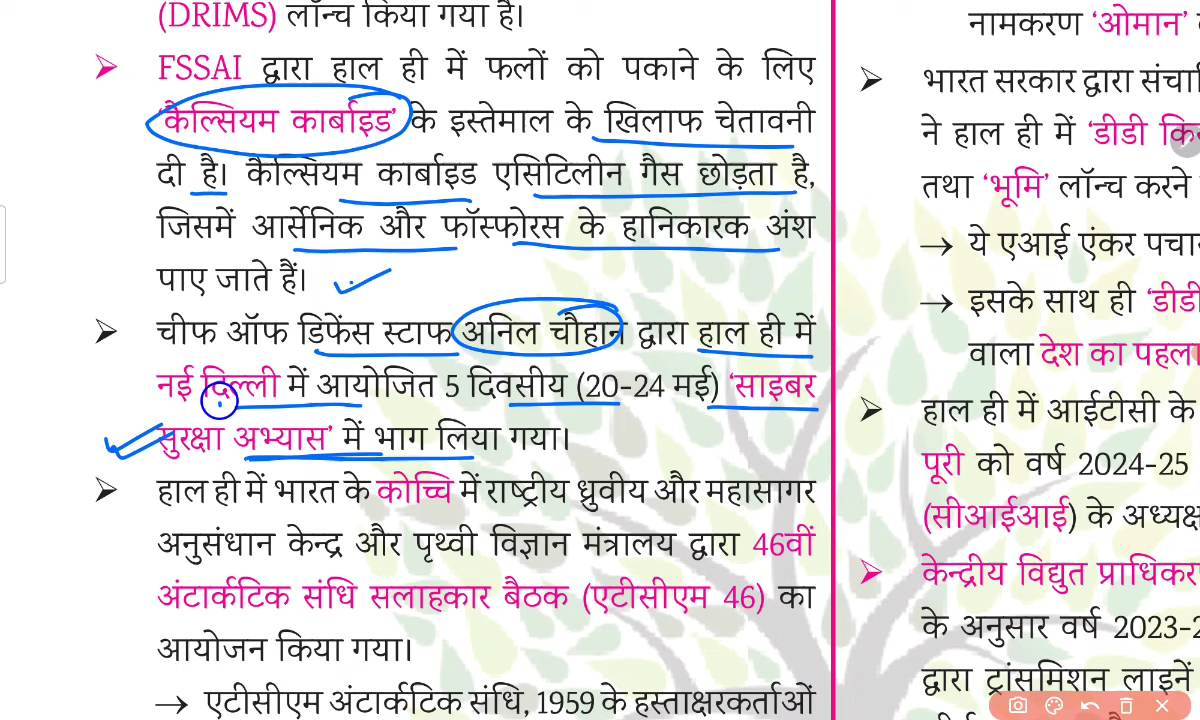 (DRIMS) लॉन्च किया गया है।
➤ FSSAI द्वारा हाल ही में फलों को पकाने के लिए
‘कैल्सियम कार्बाइड’ के इस्तेमाल के खिलाफ चेतावनी
दी है। कैल्सियम कार्बाइड एसिटिलीन गैस छोड़ता है,
जिसमें आर्सेनिक और फॉस्फोरस के हानिकारक अंश
पाए जाते हैं।
➤ चीफ ऑफ डिफेंस स्टाफ अनिल चौहान द्वारा हाल ही में
नई दिल्ली में आयोजित 5 दिवसीय (20-24 मई) ‘साइबर
सुरक्षा अभ्यास’ में भाग लिया गया।
➤ हाल ही में भारत के कोच्चि में राष्ट्रीय ध्रुवीय और महासागर
अनुसंधान केन्द्र और पृथ्वी विज्ञान मंत्रालय द्वारा 46वीं
अंटार्कटिक संधि सलाहकार बैठक (एटीसीएम 46) का
आयोजन किया गया।
→ एटीसीएम अंटार्कटिक संधि, 1959 के हस्ताक्षरकर्ताओं
नामकरण ‘ओमान’
➤ भारत सरकार द्वारा
ने हाल ही में ‘डीडी
तथा ‘भूमि’ लॉन्च करने
→ ये एआई एंकर
→ इसके साथ ही ‘डीडी
वाला देश का पहला
➤ हाल ही में आईटीसी के
पूरी को वर्ष 2024-25
(सीआईआई) के अध्यक्ष
➤ केन्द्रीय विद्युत
के अनुसार वर्ष
द्वारा ट्रांसमिशन लाइनें